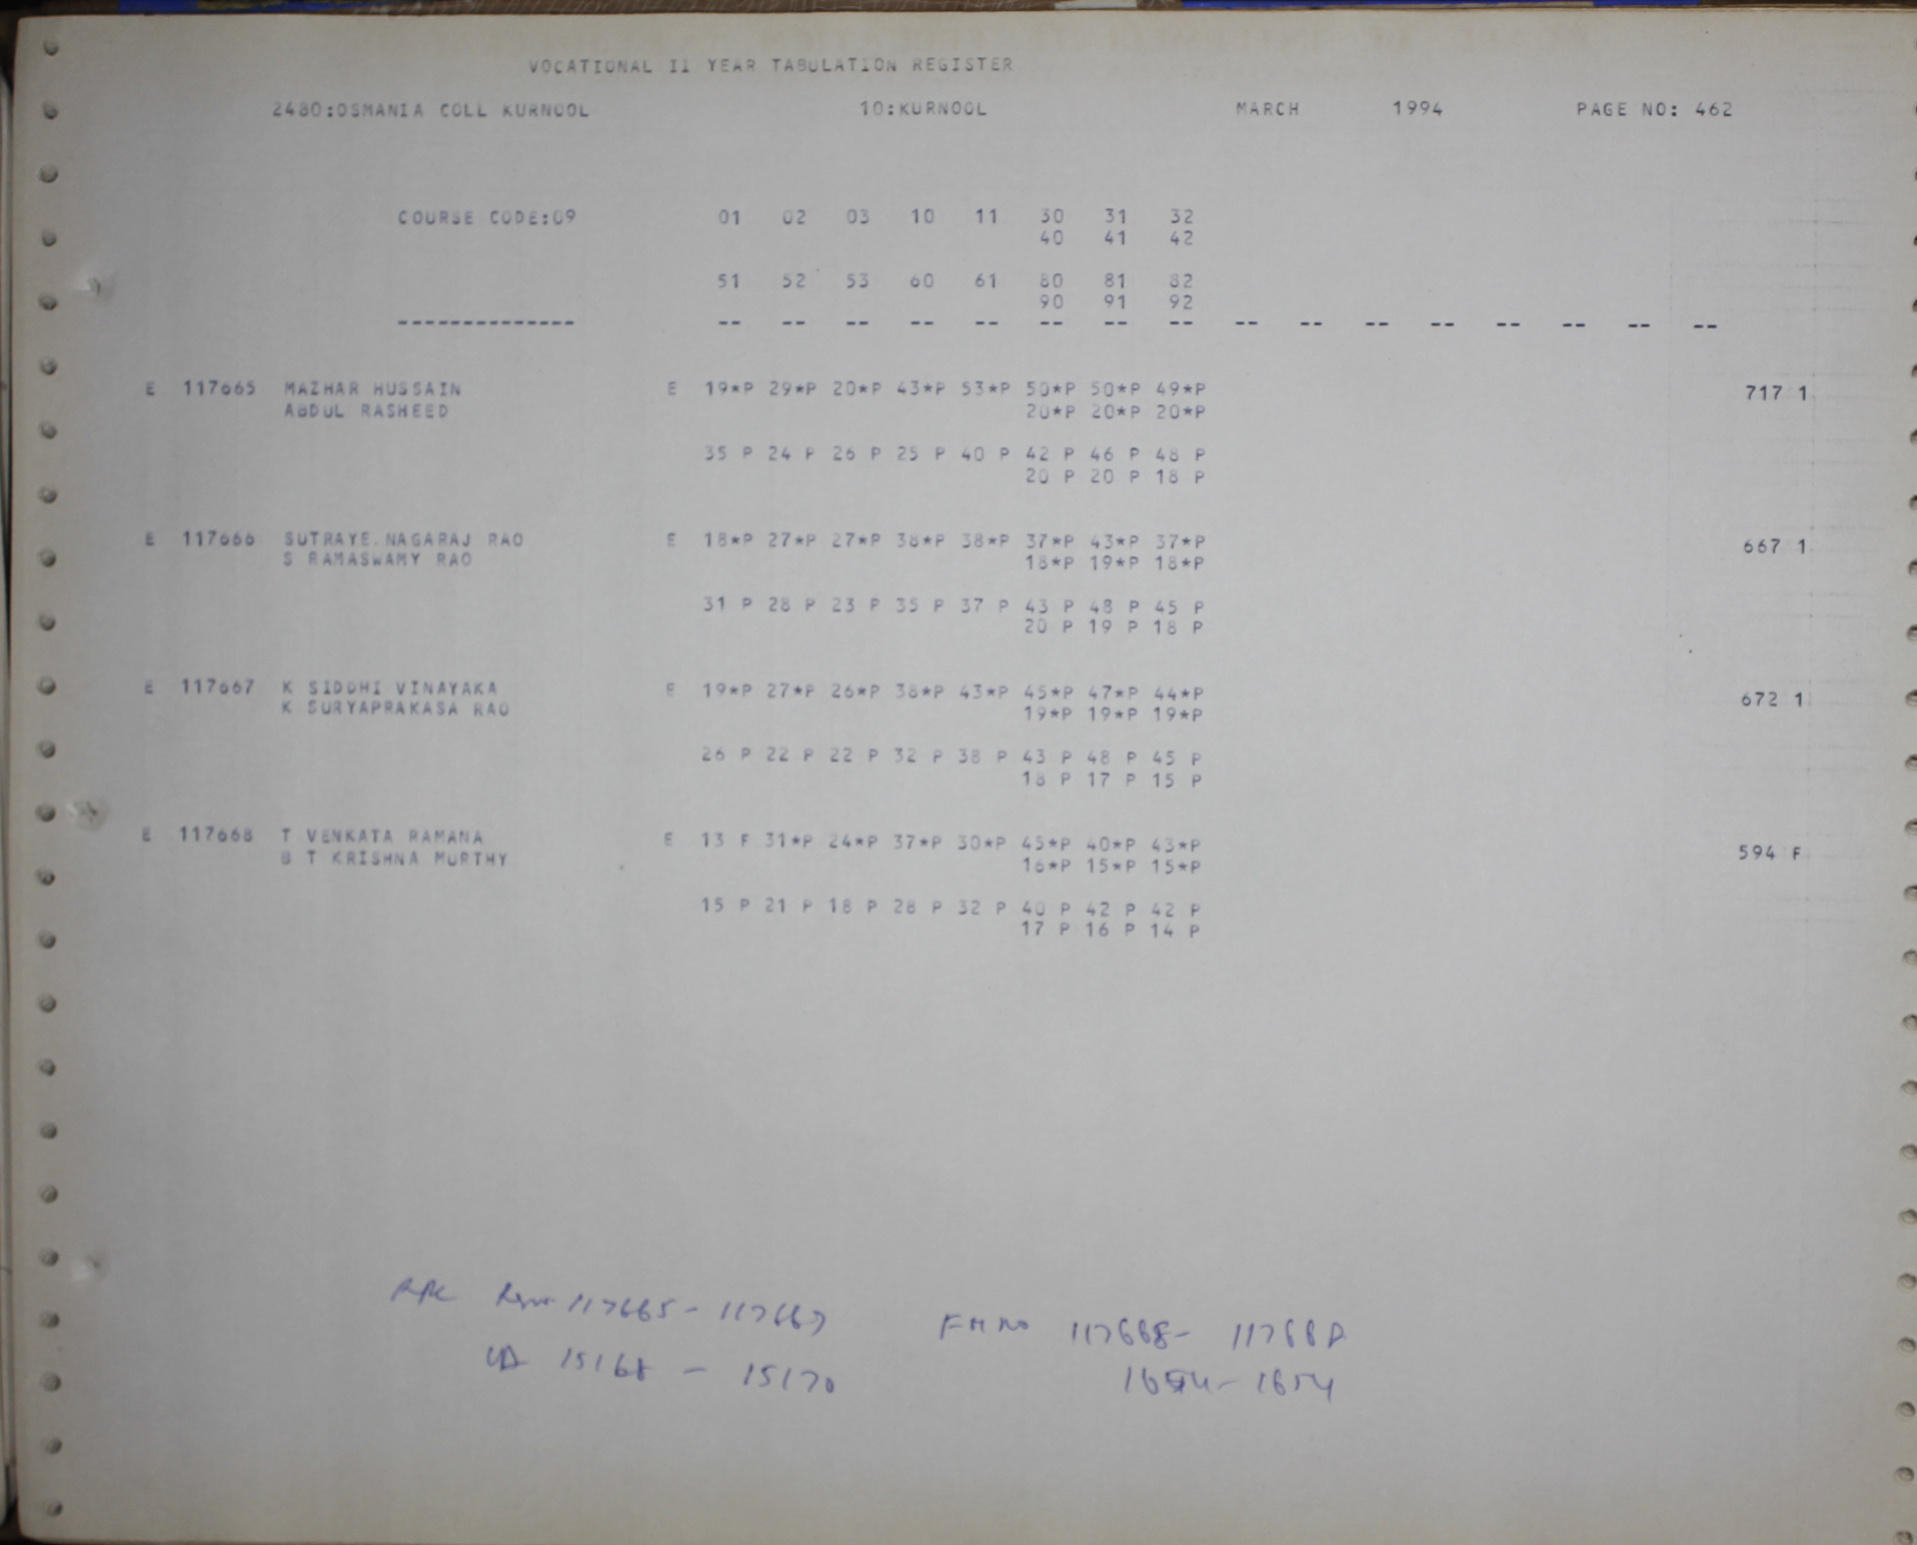 VOCATIONAL II YEAR TABULATION REGISTER
2480:OSMANIA COLL KURNOOL 10:KURNOOL MARCH 1994 PAGE NO: 462
COURSE CODE:09 01 02 03 10 11 30 31 32
40 41 42
51 52 53 60 61 80 81 82
90 91 92
-------------- -- -- -- -- -- -- -- -- -- -- -- -- -- -- -- --
E 117665 MAZHAR HUSSAIN E 19*P 29*P 20*P 43*P 53*P 50*P 50*P 49*P 717 1
ABDUL RASHEED 20*P 20*P 20*P
35 P 24 P 26 P 25 P 40 P 42 P 46 P 48 P
20 P 20 P 18 P
E 117666 SUTRAYE.NAGARAJ RAO E 18*P 27*P 27*P 38*P 38*P 37*P 43*P 37*P 667 1
S RAMASWAMY RAO 18*P 19*P 18*P
31 P 28 P 23 P 35 P 37 P 43 P 48 P 45 P
20 P 19 P 18 P
E 117667 K SIDDHI VINAYAKA E 19*P 27*P 26*P 38*P 43*P 45*P 47*P 44*P 672 1
K SURYAPRAKASA RAO 19*P 19*P 19*P
26 P 22 P 22 P 32 P 38 P 43 P 48 P 45 P
18 P 17 P 15 P
E 117668 T VENKATA RAMANA E 13 F 31*P 24*P 37*P 30*P 45*P 40*P 43*P 594 F
B T KRISHNA MURTHY 16*P 15*P 15*P
15 P 21 P 18 P 28 P 32 P 40 P 42 P 42 P
17 P 16 P 14 P
117665 - 117667
15168 - 15170
FM No 117668 -
- 1654